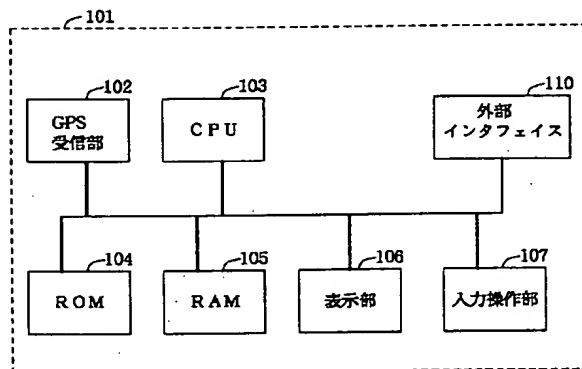 101
102
103
110
GPS
受信部
CPU
外部
インタフェイス
104
105
106
107
ROM
RAM
表示部
入力操作部